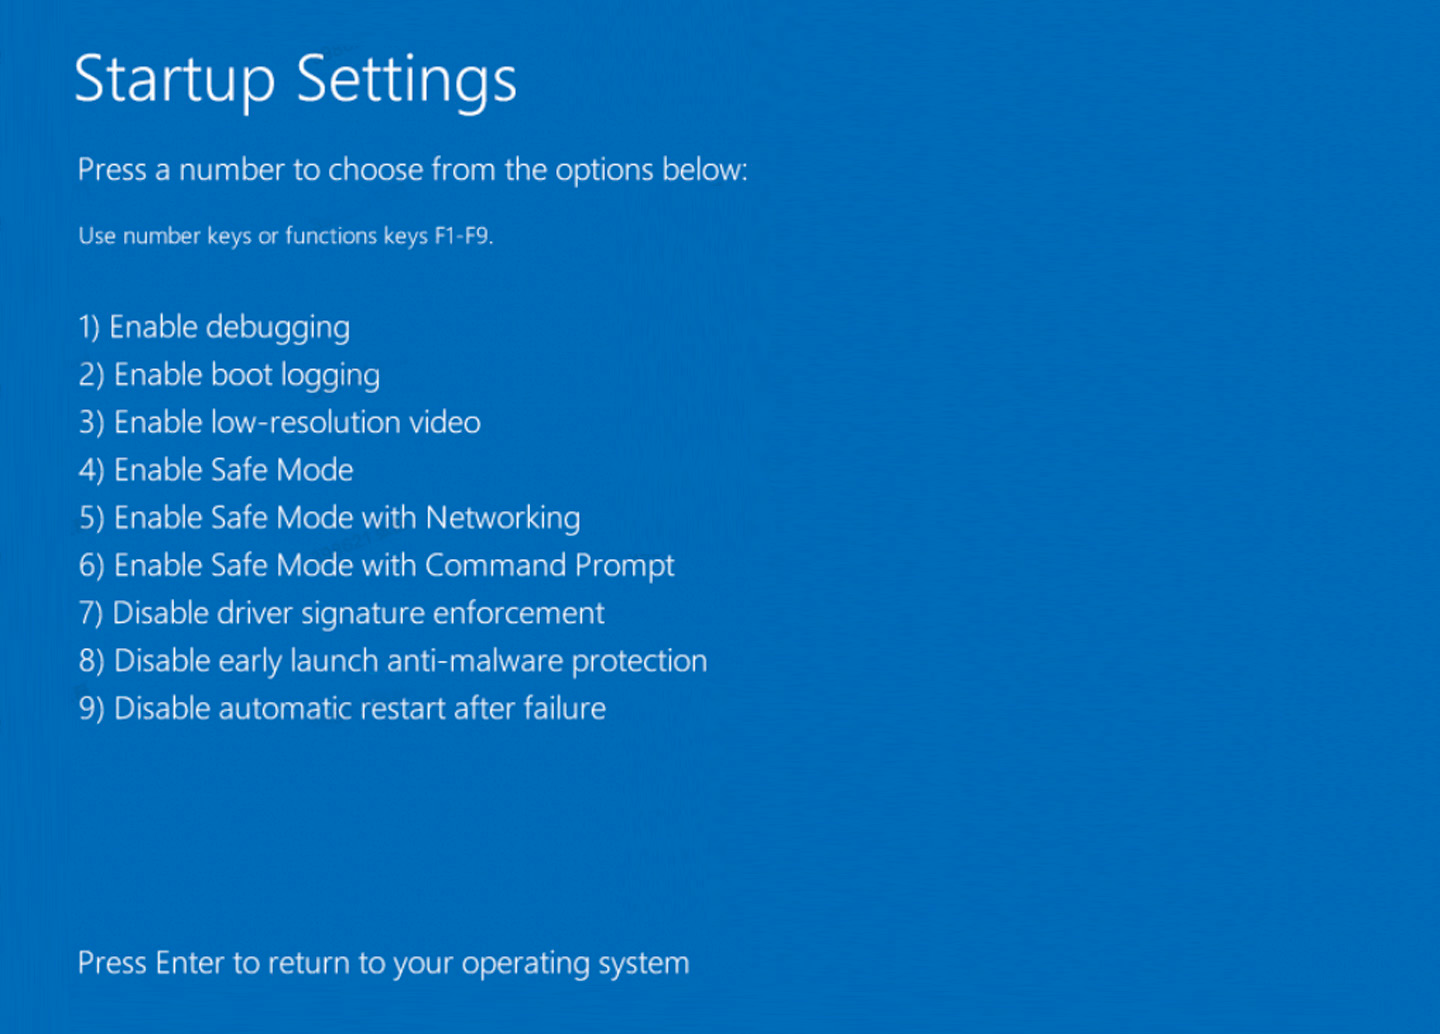 Startup Settings
Press a number to choose from the options below:
Use number keys or functions keys F1-F9.
1) Enable debugging
2) Enable boot logging
3) Enable low-resolution video
4) Enable Safe Mode
5) Enable Safe Mode with Networking
6) Enable Safe Mode with Command Prompt
7) Disable driver signature enforcement
8) Disable early launch anti-malware protection
9) Disable automatic restart after failure
Press Enter to return to your operating system